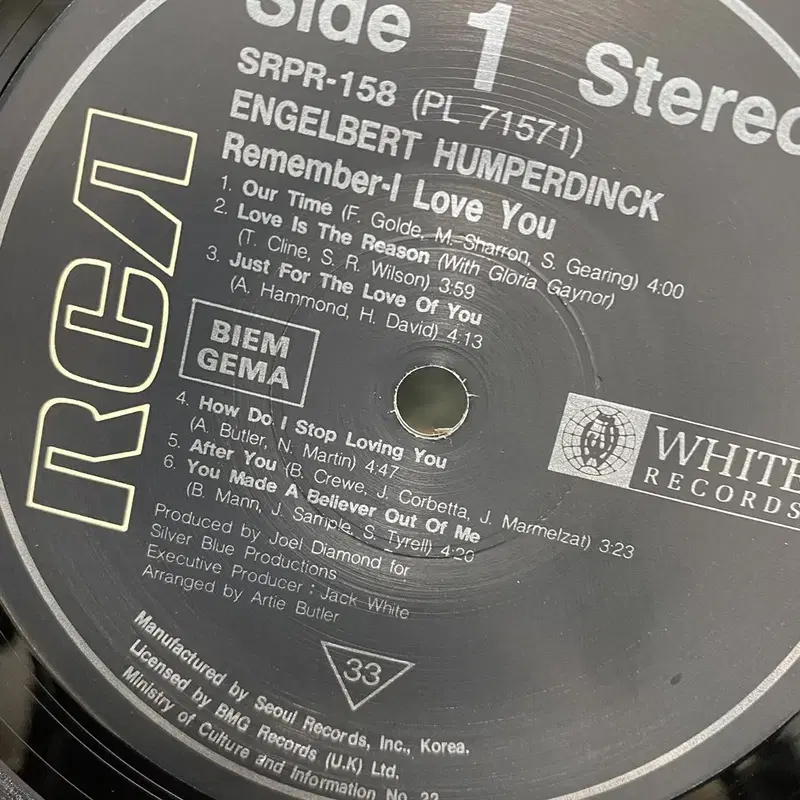 Side 1 Stereo
SRPR-158 (PL 71571)
ENGELBERT HUMPERDINCK
Remember-I Love You
1. Our Time (F. Golde, M. Sharron, S. Gearing) 4:00
2. Love Is The Reason (With Gloria Gaynor)
(T. Cline, S. R. Wilson) 3:59
3. Just For The Love Of You
(A. Hammond, H. David) 4:13
RCA
BIEM
GEMA
WHITE
RECORDS
4. How Do I Stop Loving You
(A. Butler, N. Martin) 4:47
5. After You (B. Crewe, J. Corbetta, J. Marmelzat) 3:23
6. You Made A Believer Out Of Me
(B. Mann, J. Sample, S. Tyrell) 4:20
Produced by Joel Diamond for
Silver Blue Productions
Executive Producer : Jack White
Arranged by Artie Butler
33
Manufactured by Seoul Records, Inc., Korea.
Licensed by BMG Records (U.K) Ltd.
Ministry of Culture and Information No. 22